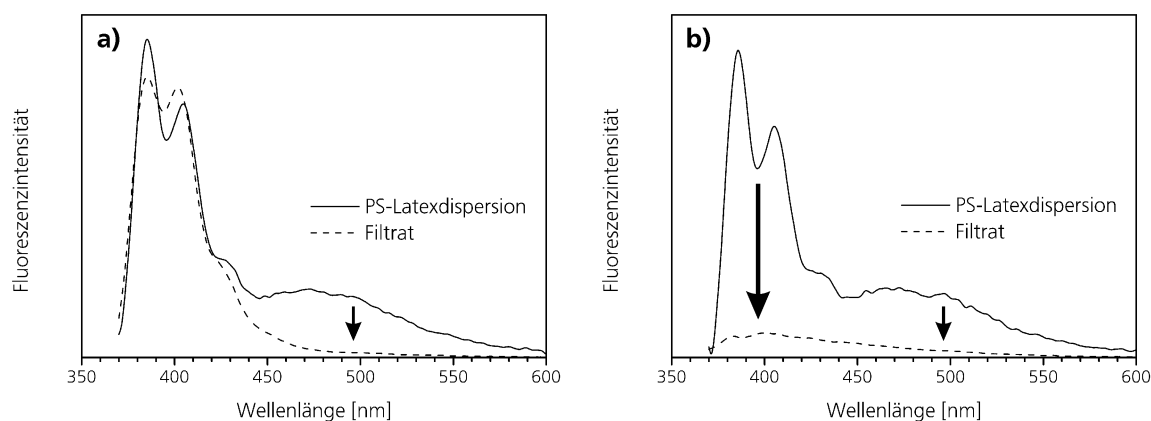 a)
Fluoreszenzintensität
PS-Latexdispersion
Filtrat
350 400 450 500 550 600
Wellenlänge [nm]
b)
Fluoreszenzintensität
PS-Latexdispersion
Filtrat
350 400 450 500 550 600
Wellenlänge [nm]